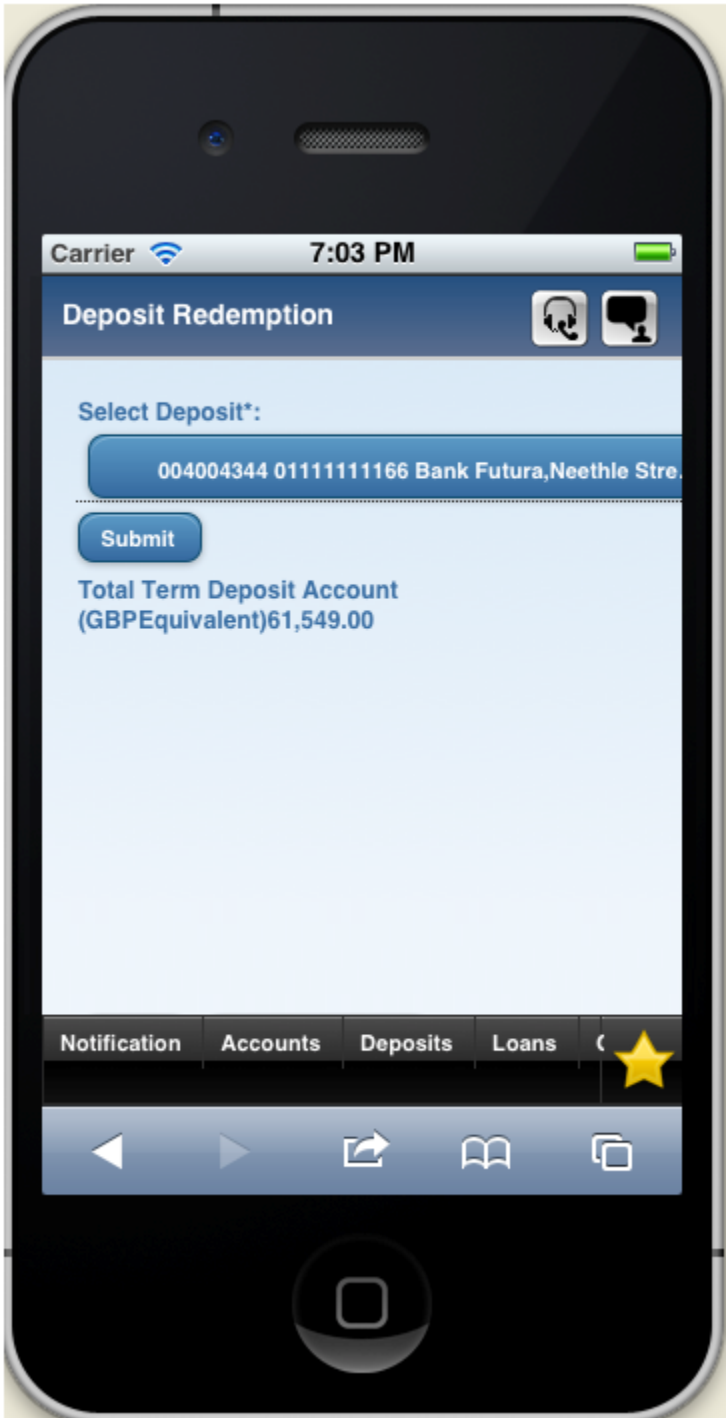 Carrier 7:03 PM
Deposit Redemption
Select Deposit*:
004004344 01111111166 Bank Futura,Neethle Stre.
Submit
Total Term Deposit Account
(GBPEquivalent)61,549.00
Notification Accounts Deposits Loans